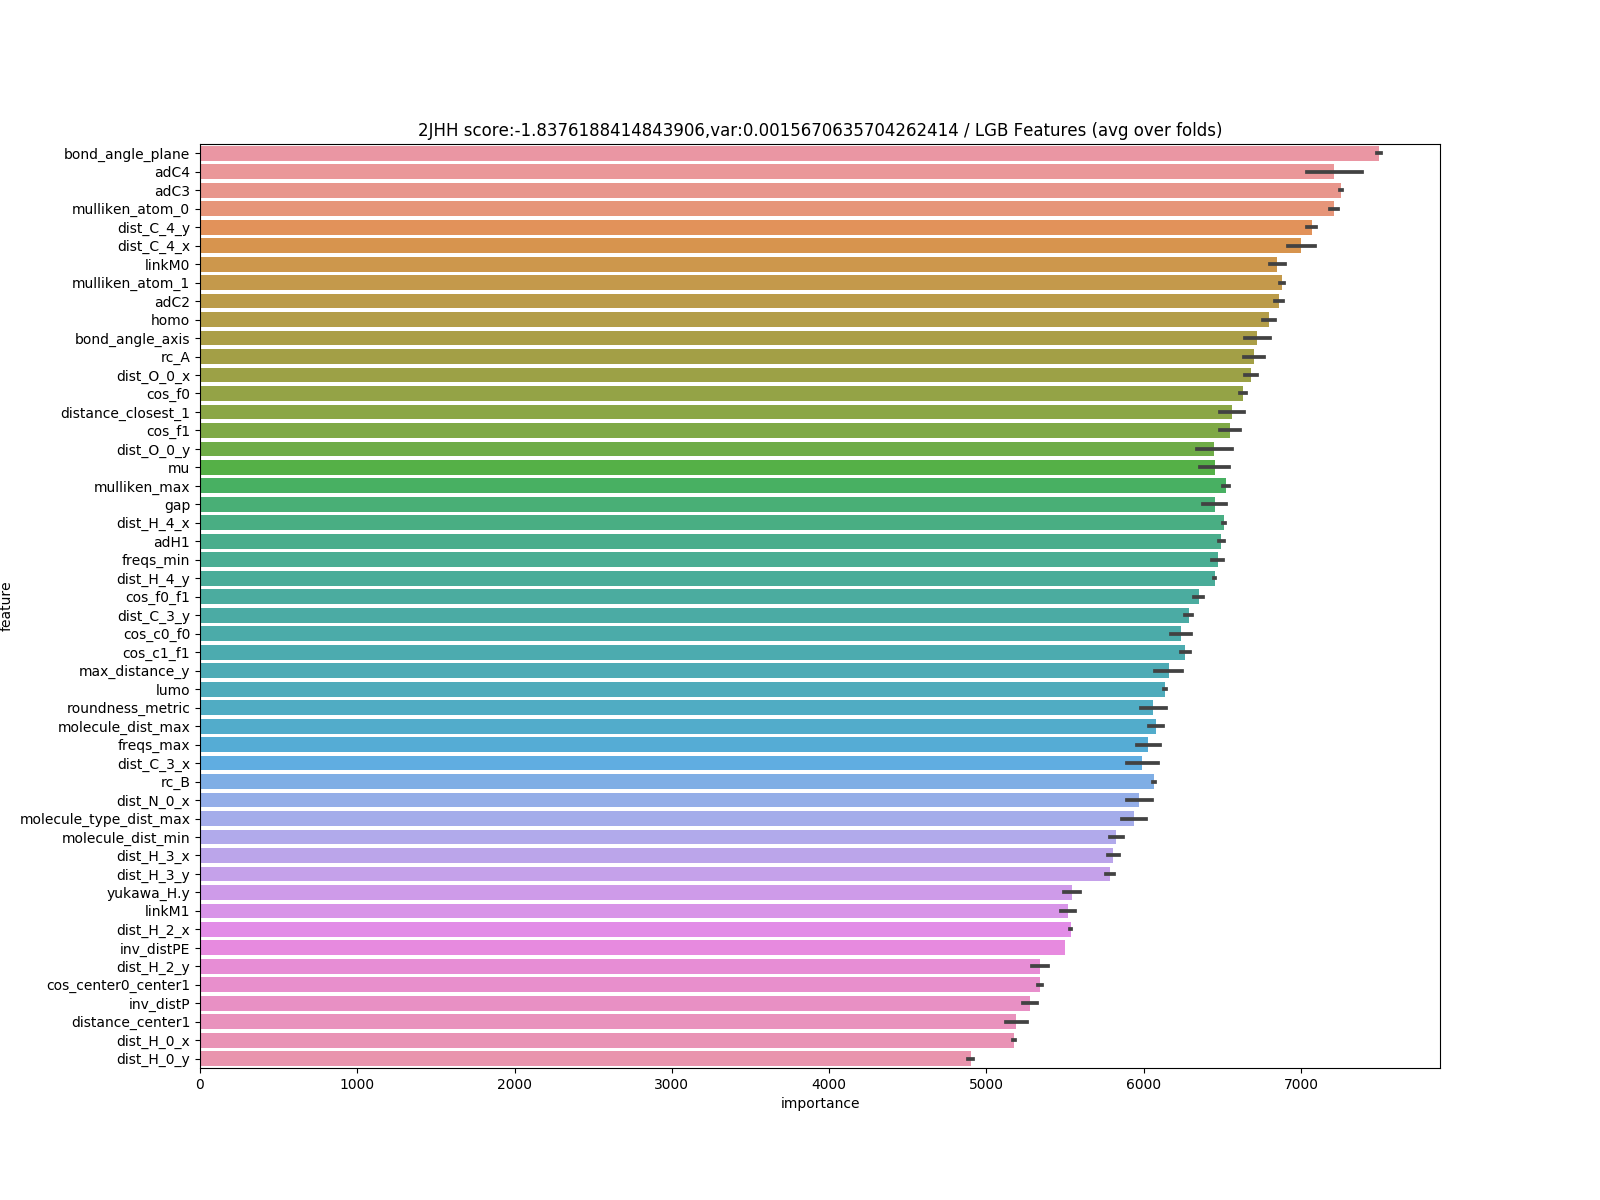 2JHH score:-1.8376188414843906,var:0.0015670635704262414 / LGB Features (avg over folds)
bond_angle_plane
adC4
adC3
mulliken_atom_0
dist_C_4_y
dist_C_4_x
linkM0
mulliken_atom_1
adC2
homo
bond_angle_axis
rc_A
dist_O_0_x
cos_f0
distance_closest_1
cos_f1
dist_O_0_y
mu
mulliken_max
gap
dist_H_4_x
adH1
freqs_min
dist_H_4_y
cos_f0_f1
dist_C_3_y
cos_c0_f0
cos_c1_f1
max_distance_y
lumo
roundness_metric
molecule_dist_max
freqs_max
dist_C_3_x
rc_B
dist_N_0_x
molecule_type_dist_max
molecule_dist_min
dist_H_3_x
dist_H_3_y
yukawa_H.y
linkM1
dist_H_2_x
inv_distPE
dist_H_2_y
cos_center0_center1
inv_distP
distance_center1
dist_H_0_x
dist_H_0_y
feature
0 1000 2000 3000 4000 5000 6000 7000
importance